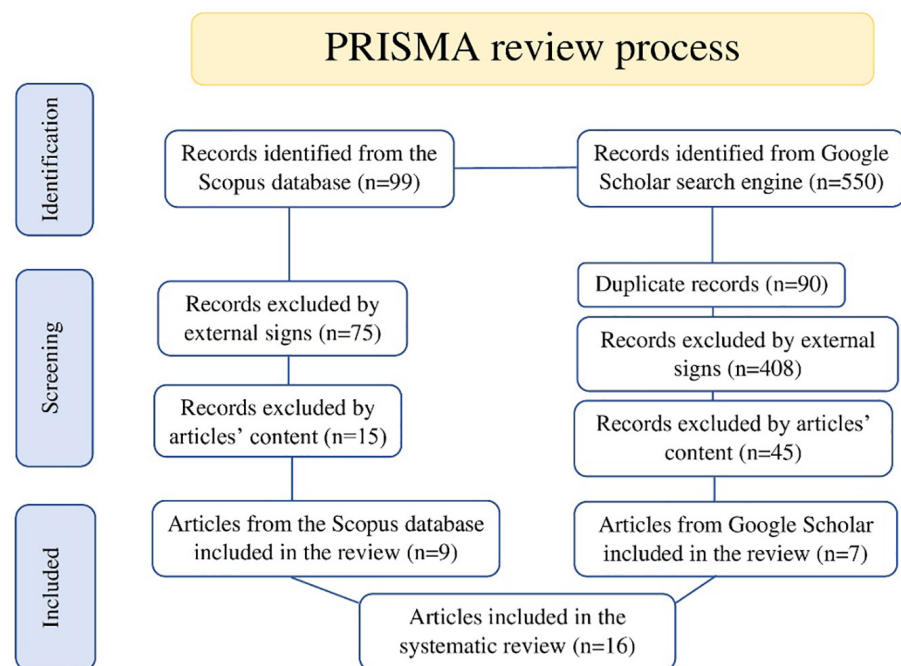 PRISMA review process
Identification
Records identified from the
Scopus database (n=99)
Records identified from Google
Scholar search engine (n=550)
Screening
Records excluded by
external signs (n=75)
Records excluded by
articles’ content (n=15)
Duplicate records (n=90)
Records excluded by external
signs (n=408)
Records excluded by articles’
content (n=45)
Included
Articles from the Scopus database
included in the review (n=9)
Articles from Google Scholar
included in the review (n=7)
Articles included in the
systematic review (n=16)